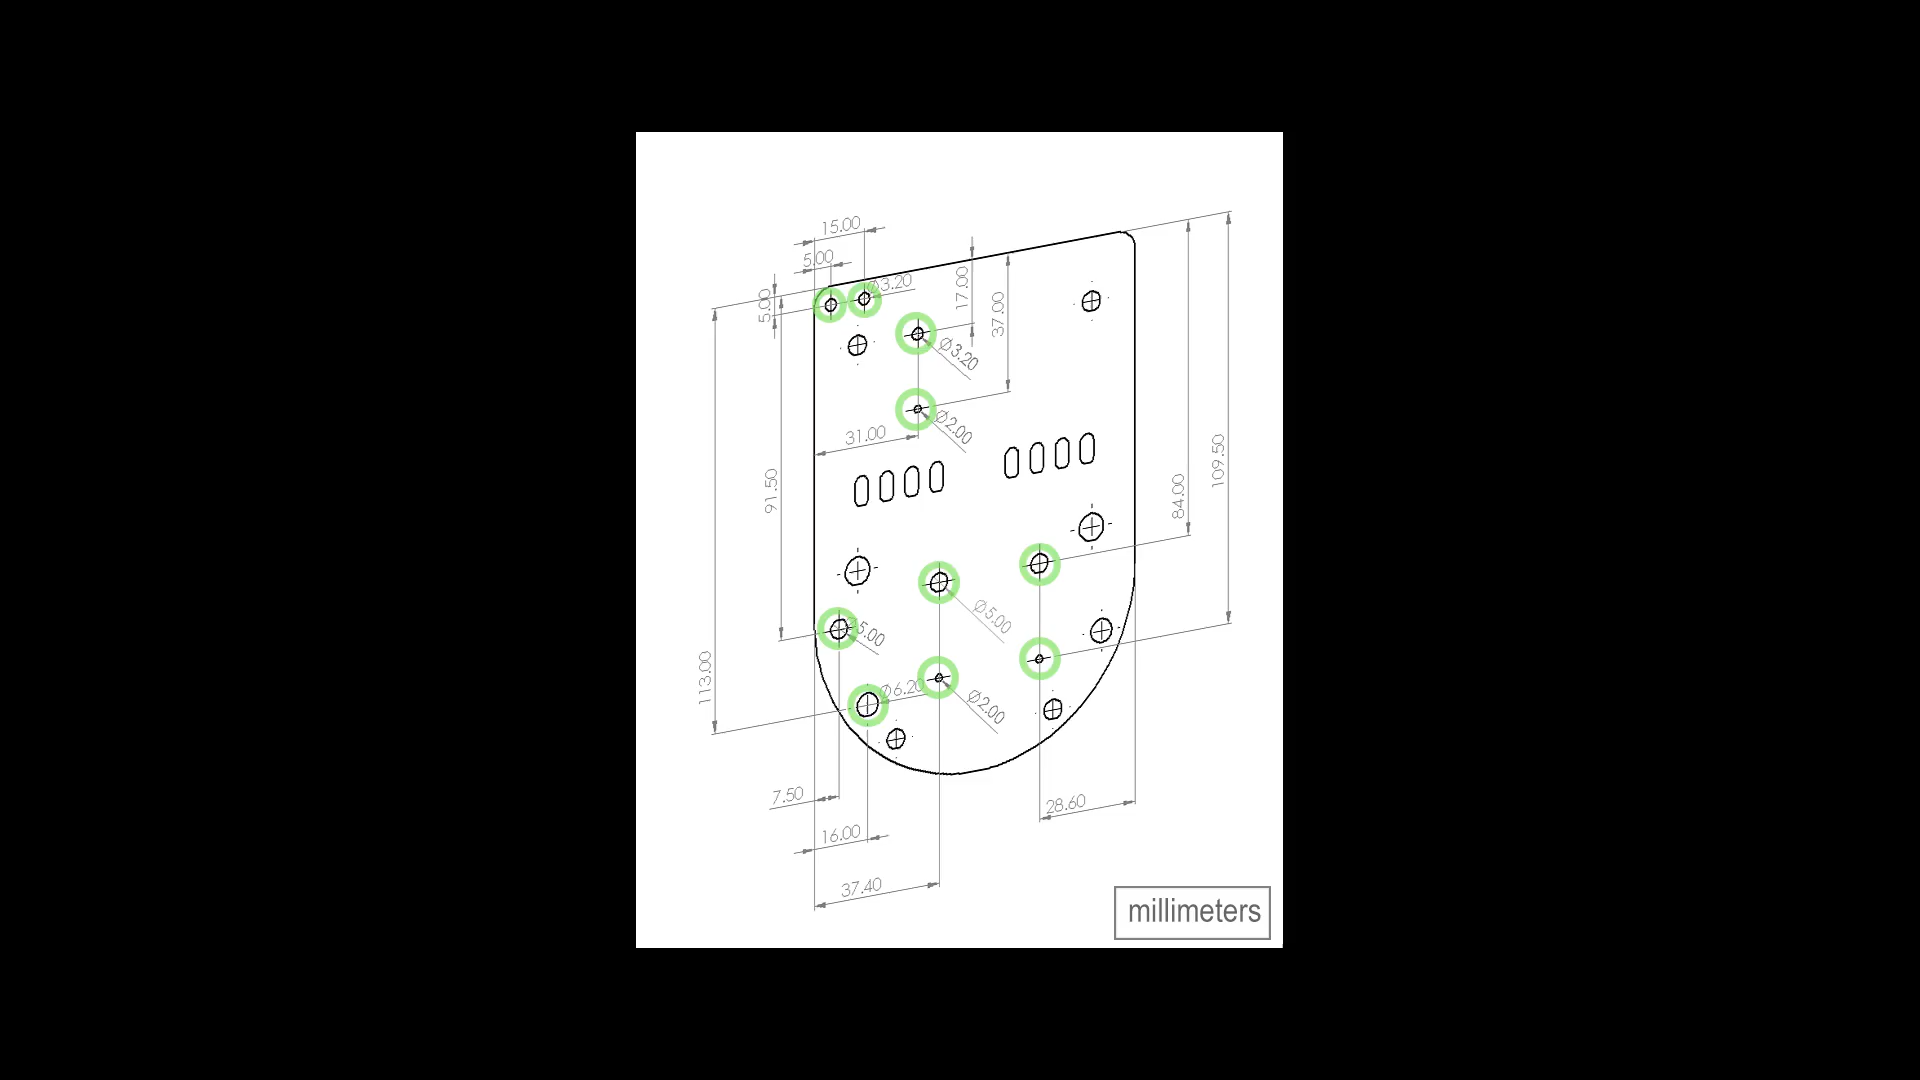 15.00
5.00
5.00
Ø3.20
17.00
37.00
Ø3.20
Ø2.00
31.00
91.50
84.00
109.50
Ø5.00
Ø5.00
113.00
Ø6.20
Ø2.00
7.50
28.60
16.00
37.40
millimeters